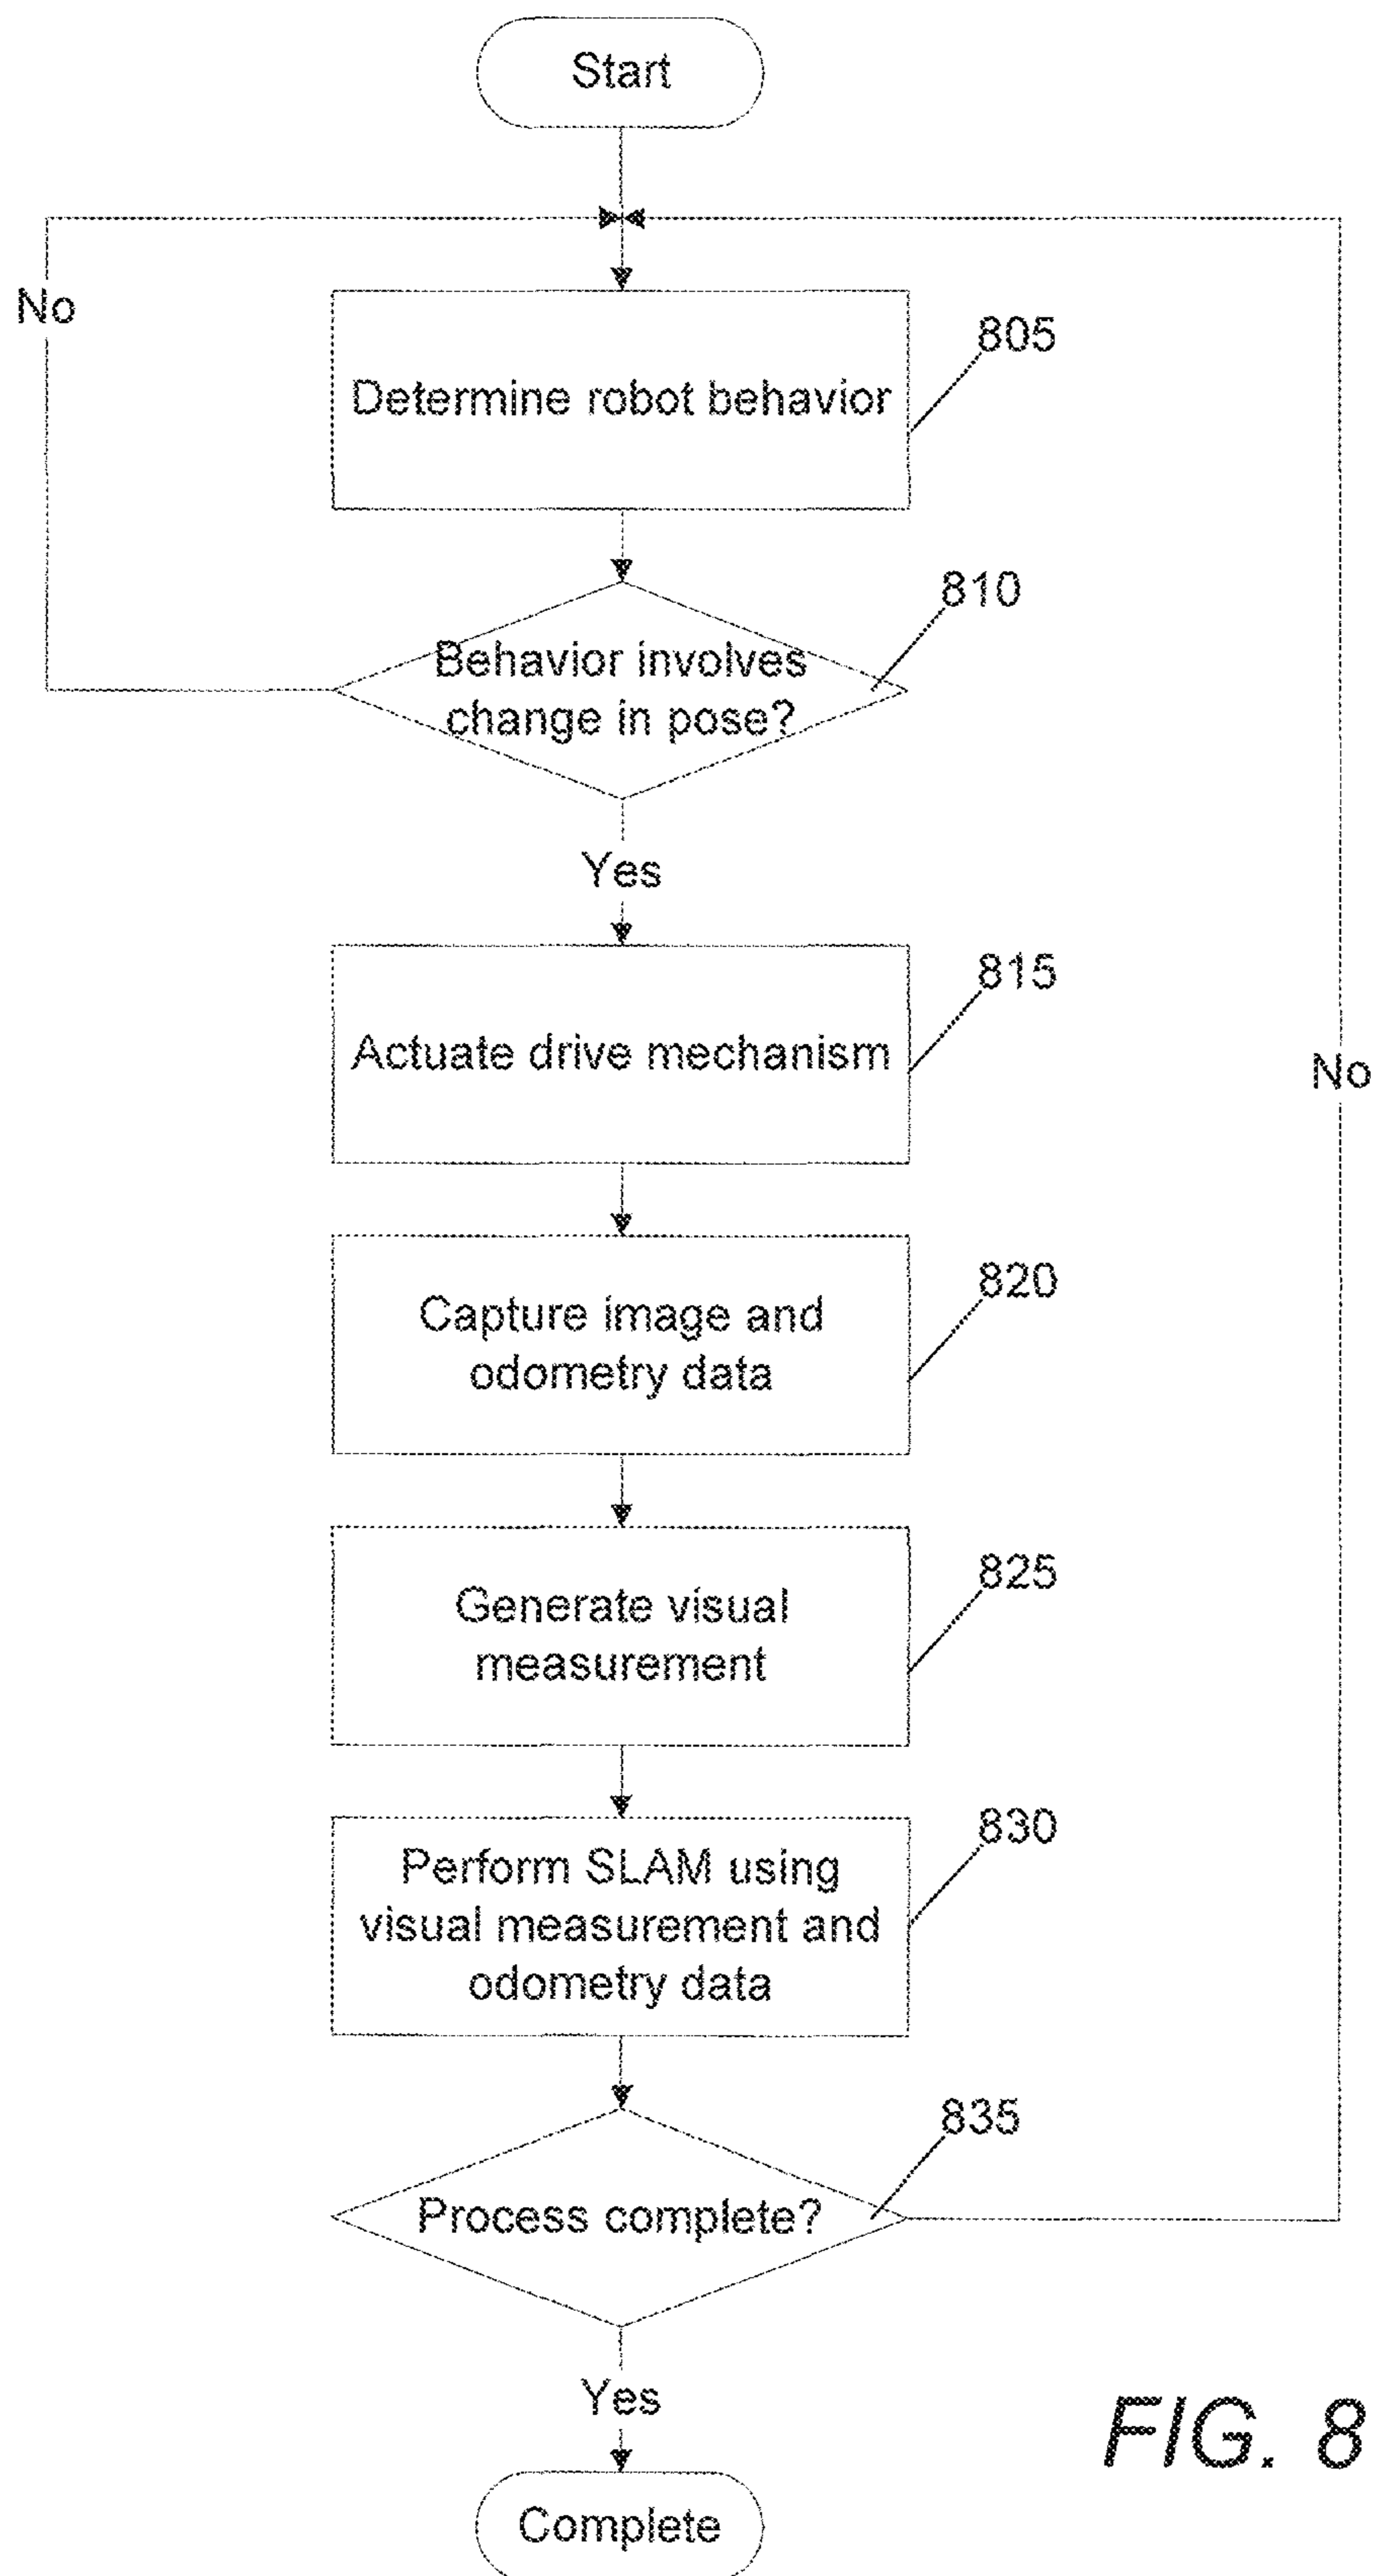 Start
No
805
Determine robot behavior
810
Behavior involves
change in pose?
Yes
815
Actuate drive mechanism
No
820
Capture image and
odometry data
825
Generate visual
measurement
830
Perform SLAM using
visual measurement and
odometry data
835
Process complete?
Yes
FIG. 8
Complete